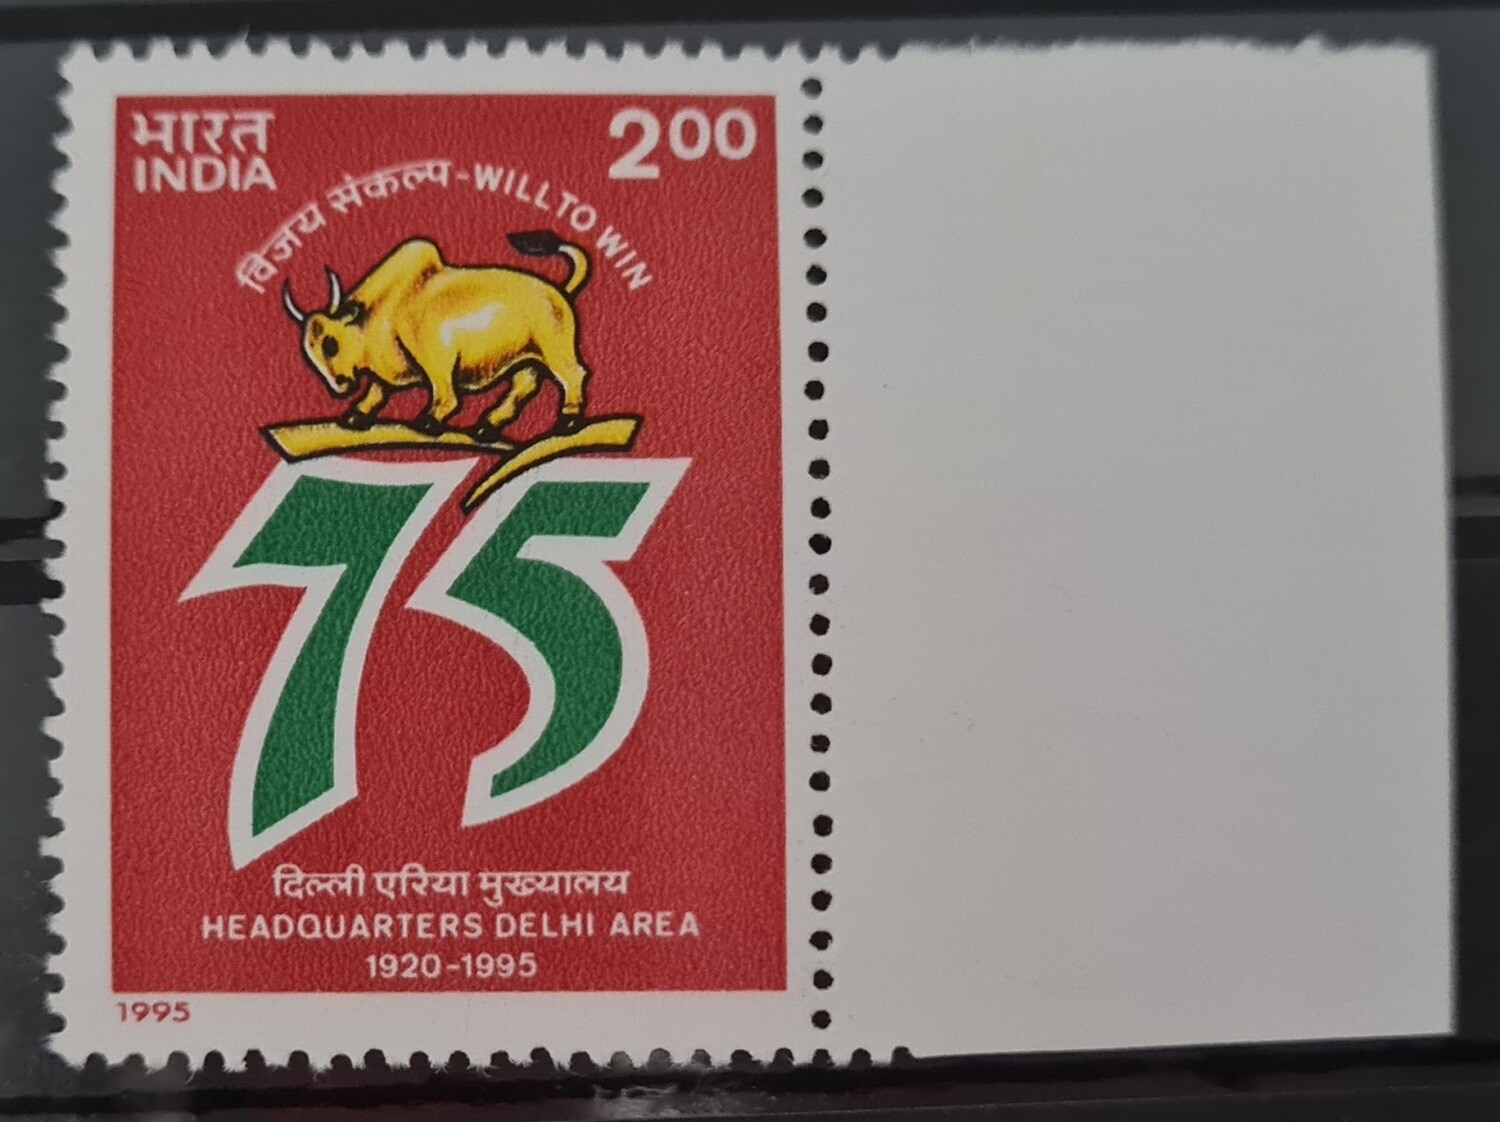 भारत
INDIA
2.00
विजय संकल्प-WILL TO WIN
75
दिल्ली एरिया मुख्यालय
HEADQUARTERS DELHI AREA
1920-1995
1995